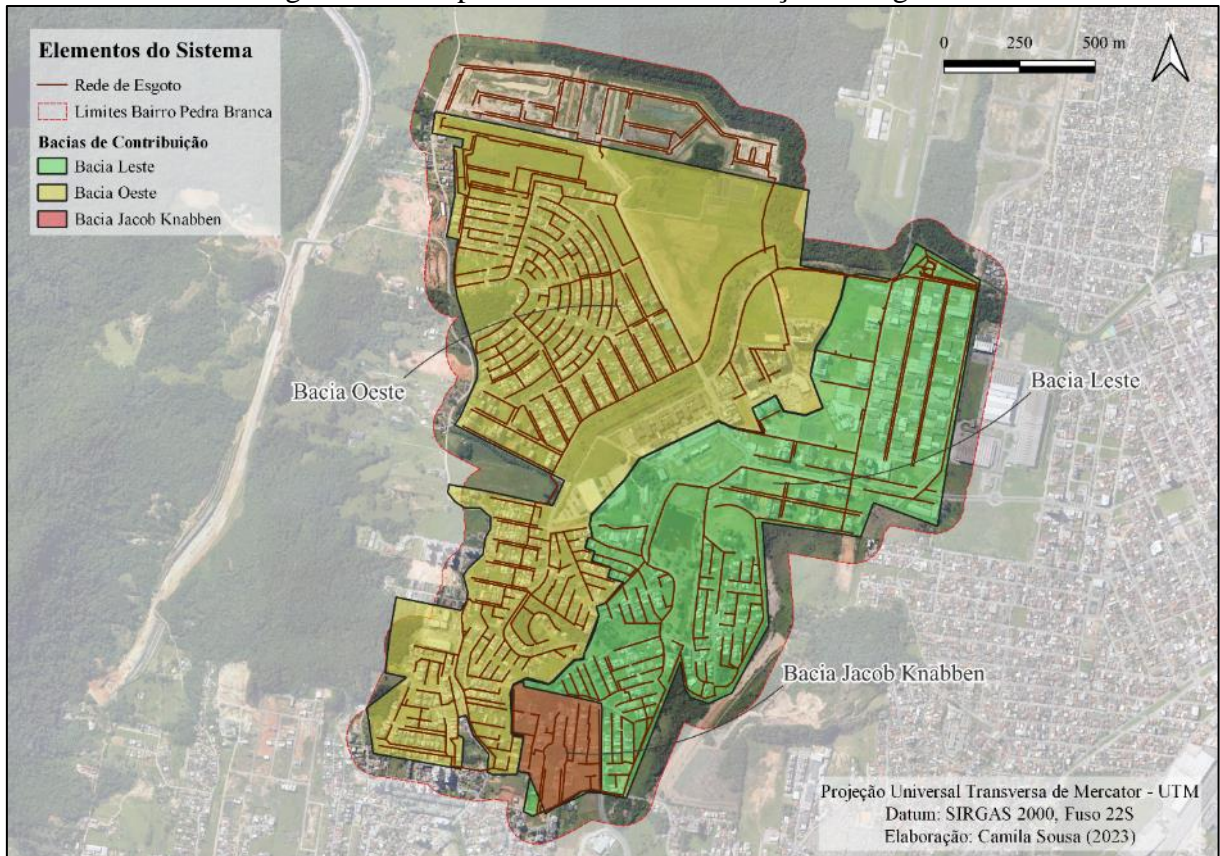 Elementos do Sistema
Rede de Esgoto
Limites Bairro Pedra Branca
Bacias de Contribuição
Bacia Leste
Bacia Oeste
Bacia Jacob Knabben
0 250 500 m
Bacia Oeste
Bacia Leste
Bacia Jacob Knabben
Projeção Universal Transversa de Mercator - UTM
Datum: SIRGAS 2000, Fuso 22S
Elaboração: Camila Sousa (2023)